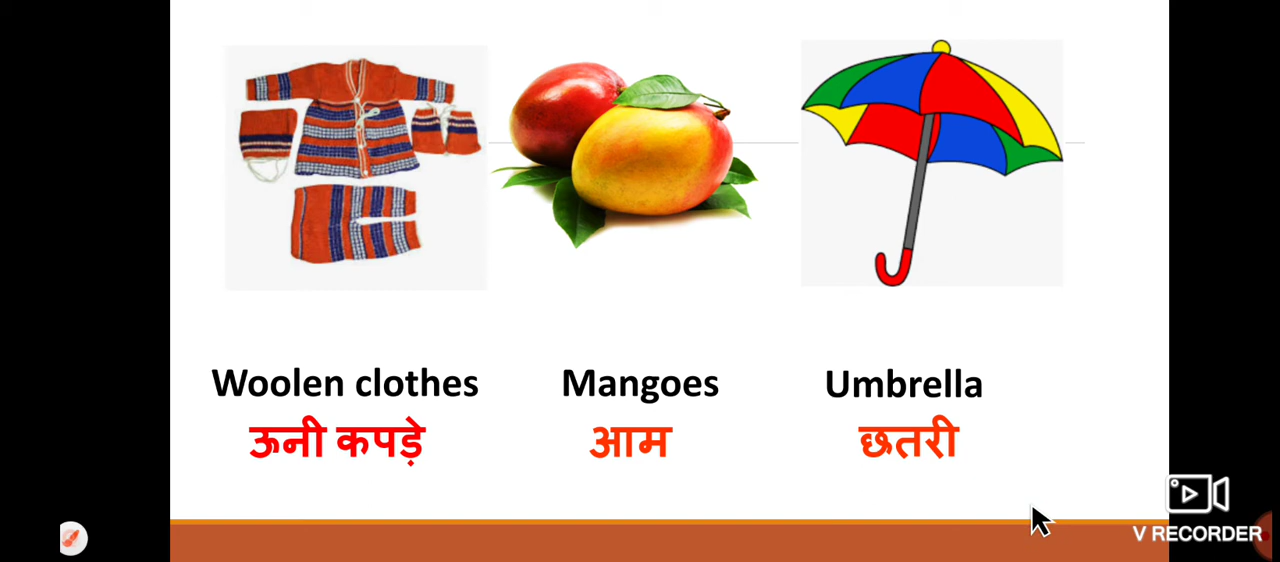 Woolen clothes
Mangoes
Umbrella
ऊनी कपड़े
आम
छतरी
V RECORDER